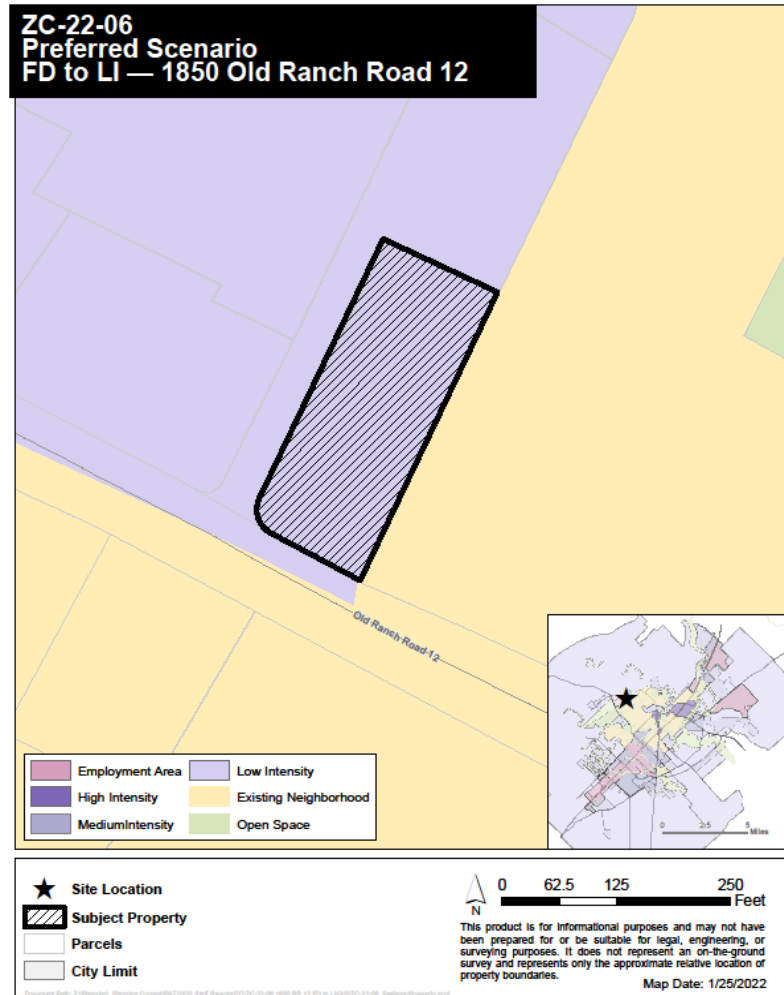 ZC-22-06
Preferred Scenario
FD to LI — 1850 Old Ranch Road 12
Old Ranch Road 12
Employment Area
Low Intensity
High Intensity
Existing Neighborhood
MediumIntensity
Open Space
0 2.5 5
Miles
Site Location
Subject Property
Parcels
City Limit
N
0 62.5 125 250
Feet
This product is for informational purposes and may not have
been prepared for or be suitable for legal, engineering, or
surveying purposes. It does not represent an on-the-ground
survey and represents only the approximate relative location of
property boundaries.
Map Date: 1/25/2022